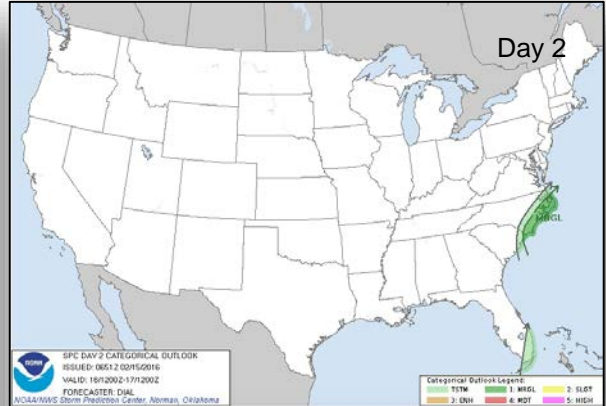 Day 2
MRGL
NOAA
SPC DAY 2 CATEGORICAL OUTLOOK
ISSUED: 0651Z 02/15/2016
VALID: 16/1200Z-17/1200Z
FORECASTER: DIAL
NOAA/NWS Storm Prediction Center, Norman, Oklahoma
Categorical Outlook Legend:
TSTM 1: MRGL 2: SLGT
3: ENH 4: MDT 5: HIGH